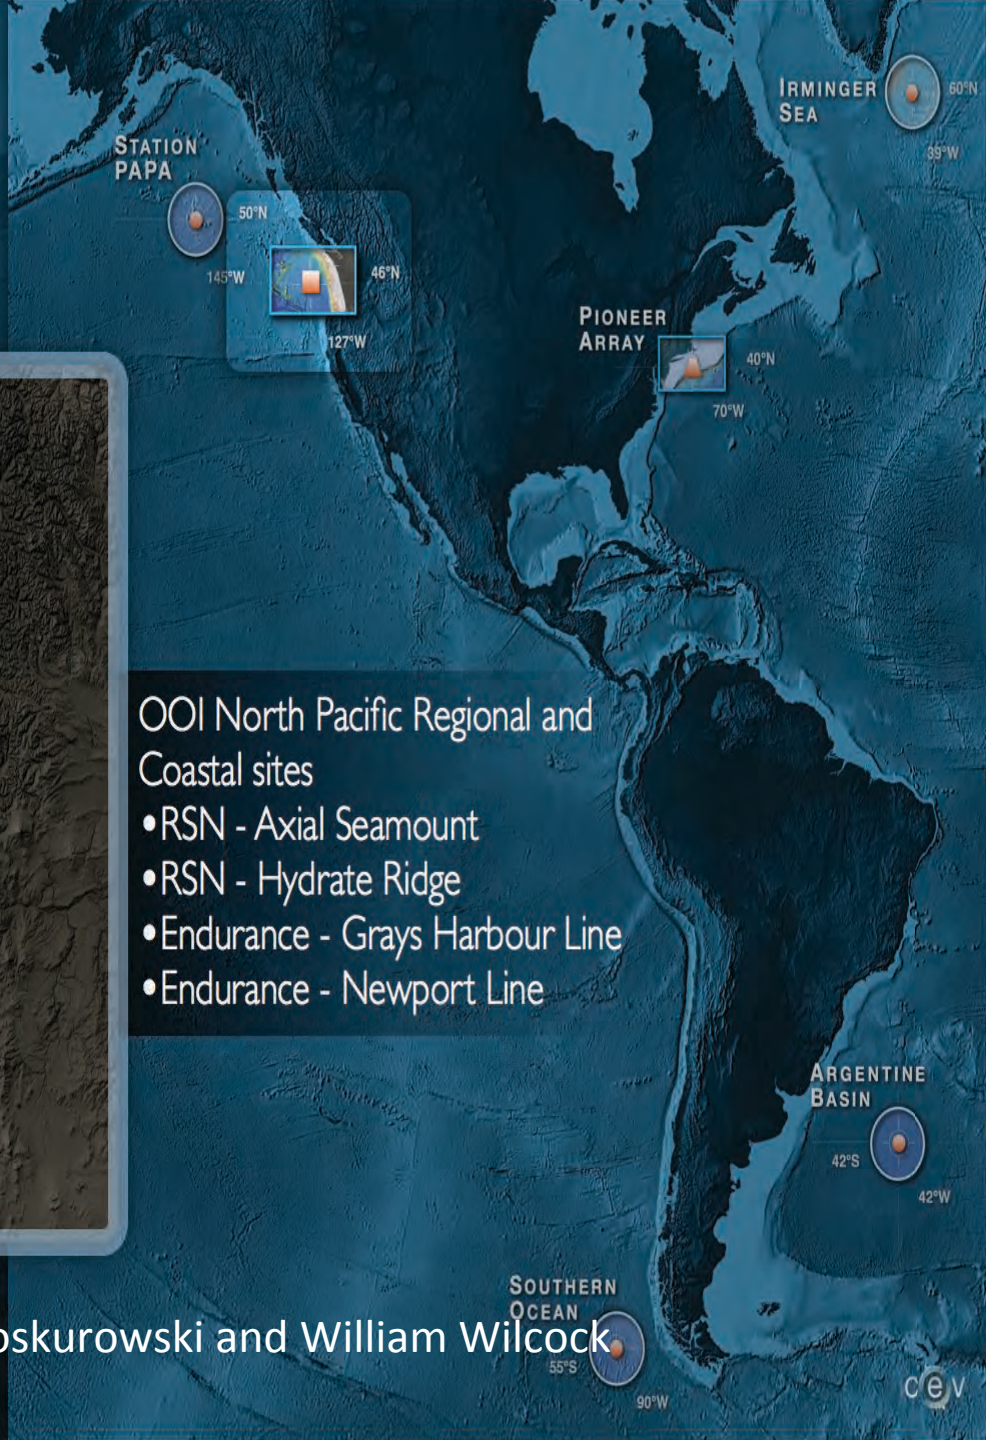 IRMINGER
SEA
60°N
39°W
STATION
PAPA
50°N
145°W
46°N
127°W
PIONEER
ARRAY
40°N
70°W
OOI North Pacific Regional and
Coastal sites
•RSN - Axial Seamount
•RSN - Hydrate Ridge
•Endurance - Grays Harbour Line
•Endurance - Newport Line
ARGENTINE
BASIN
42°S
42°W
SOUTHERN
OCEAN
oskurowski and William Wilcock
55°S
90°W
cev